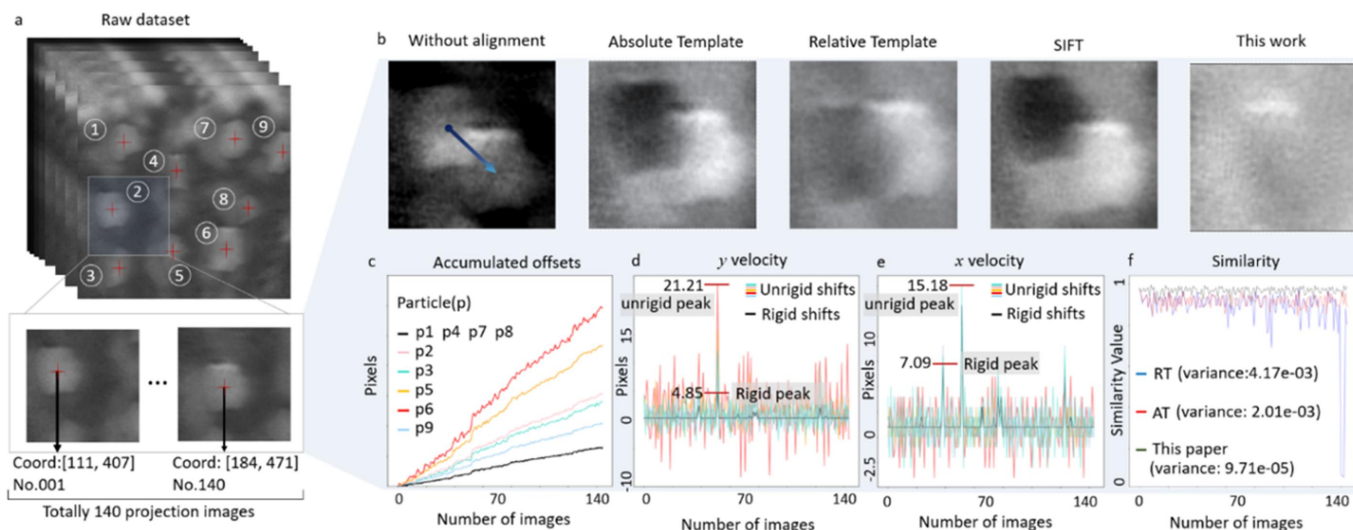 a
Raw dataset
1
7
9
4
2
8
6
3
5
...
Coord:[111, 407]
No.001
Coord: [184, 471]
No.140
Totally 140 projection images
b
Without alignment
Absolute Template
Relative Template
SIFT
This work
c
Accumulated offsets
Pixels
Particle(p)
p1 p4 p7 p8
p2
p3
p5
p6
p9
0
70
140
Number of images
d
y velocity
21.21
unrigid peak
Unrigid shifts
Rigid shifts
4.85
Rigid peak
Pixels
15
0
-10
70
140
Number of images
e
x velocity
15.18
unrigid peak
Unrigid shifts
Rigid shifts
7.09
Rigid peak
Pixels
10
0
-2.5
0
70
140
Number of images
f
Similarity
Similarity Value
1
0
RT (variance:4.17e-03)
AT (variance: 2.01e-03)
This paper
(variance: 9.71e-05)
70
140
Number of images